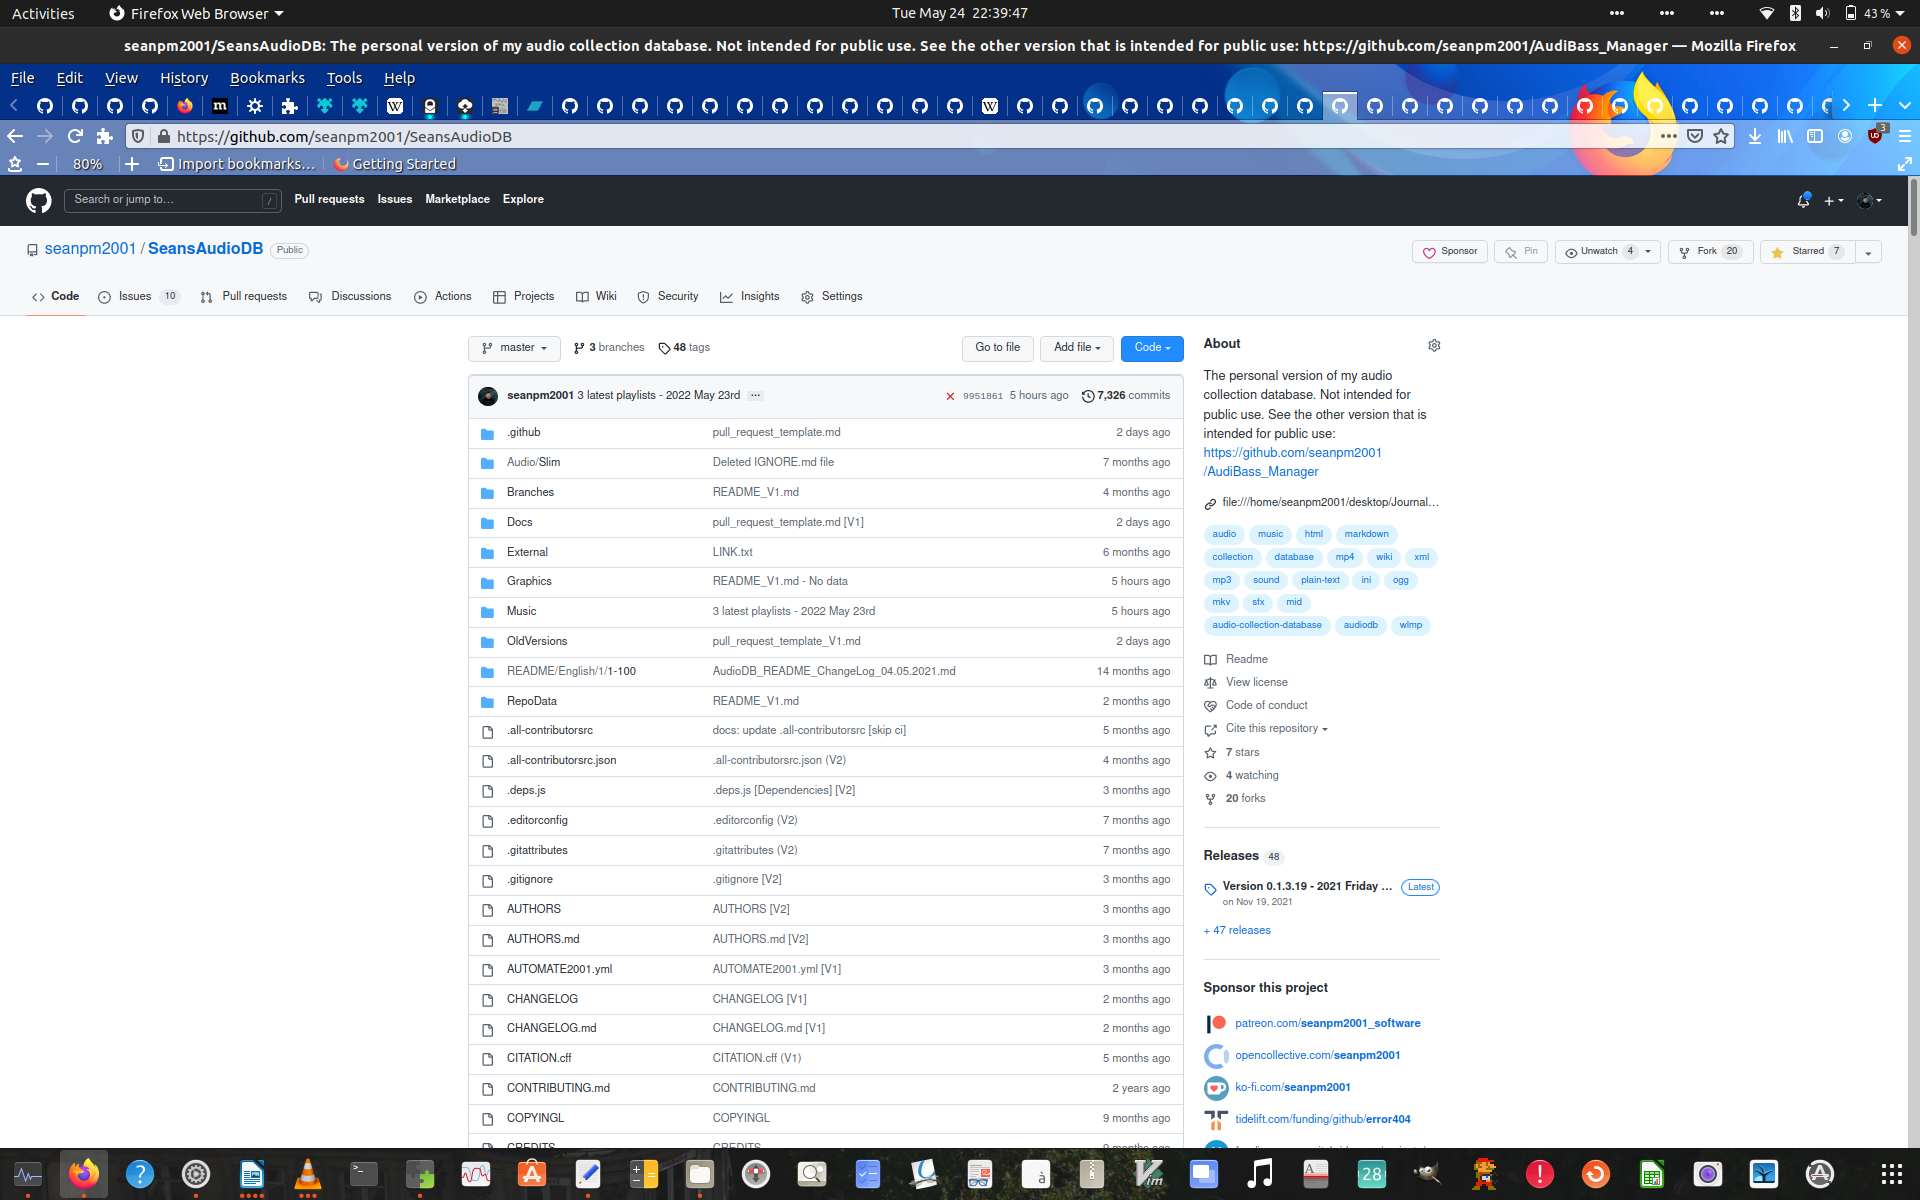 Activities Firefox Web Browser Tue May 24 22:39:47 43 %
seanpm2001/SeansAudioDB: The personal version of my audio collection database. Not intended for public use. See the other version that is intended for public use: https://github.com/seanpm2001/AudiBass_Manager — Mozilla Firefox
File Edit View History Bookmarks Tools Help
https://github.com/seanpm2001/SeansAudioDB 3
80% Import bookmarks... Getting Started
Search or jump to... / Pull requests Issues Marketplace Explore
seanpm2001 / SeansAudioDB Public Sponsor Pin Unwatch 4 Fork 20 Starred 7
Code Issues 10 Pull requests Discussions Actions Projects Wiki Security Insights Settings
master 3 branches 48 tags Go to file Add file Code
seanpm2001 3 latest playlists - 2022 May 23rd ... 9951861 5 hours ago 7,326 commits
.github pull_request_template.md 2 days ago
Audio/Slim Deleted IGNORE.md file 7 months ago
Branches README_V1.md 4 months ago
Docs pull_request_template.md [V1] 2 days ago
External LINK.txt 6 months ago
Graphics README_V1.md - No data 5 hours ago
Music 3 latest playlists - 2022 May 23rd 5 hours ago
OldVersions pull_request_template_V1.md 2 days ago
README/English/1/1-100 AudioDB_README_ChangeLog_04.05.2021.md 14 months ago
RepoData README_V1.md 2 months ago
.all-contributorsrc docs: update .all-contributorsrc [skip ci] 5 months ago
.all-contributorsrc.json .all-contributorsrc.json (V2) 4 months ago
.deps.js .deps.js [Dependencies] [V2] 3 months ago
.editorconfig .editorconfig (V2) 7 months ago
.gitattributes .gitattributes (V2) 7 months ago
.gitignore .gitignore [V2] 3 months ago
AUTHORS AUTHORS [V2] 3 months ago
AUTHORS.md AUTHORS.md [V2] 3 months ago
AUTOMATE2001.yml AUTOMATE2001.yml [V1] 3 months ago
CHANGELOG CHANGELOG [V1] 2 months ago
CHANGELOG.md CHANGELOG.md [V1] 2 months ago
CITATION.cff CITATION.cff (V1) 5 months ago
CONTRIBUTING.md CONTRIBUTING.md 2 years ago
COPYINGL COPYINGL 9 months ago
CREDITS CREDITS 9 months ago
About
The personal version of my audio
collection database. Not intended for
public use. See the other version that is
intended for public use:
https://github.com/seanpm2001
/AudiBass_Manager
file:///home/seanpm2001/desktop/Journal...
audio music html markdown
collection database mp4 wiki xml
mp3 sound plain-text ini ogg
mkv sfx mid
audio-collection-database audiodb wlmp
Readme
View license
Code of conduct
Cite this repository
7 stars
4 watching
20 forks
Releases 48
Version 0.1.3.19 - 2021 Friday ... Latest
on Nov 19, 2021
+ 47 releases
Sponsor this project
patreon.com/seanpm2001_software
opencollective.com/seanpm2001
ko-fi.com/seanpm2001
tidelift.com/funding/github/error404
28